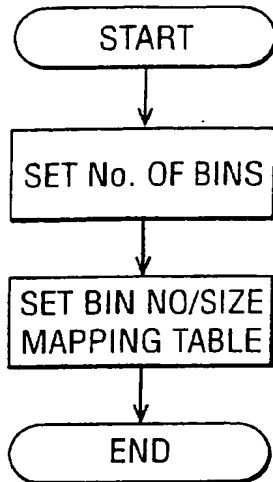 START
SET No. OF BINS
SET BIN NO/SIZE
MAPPING TABLE
END